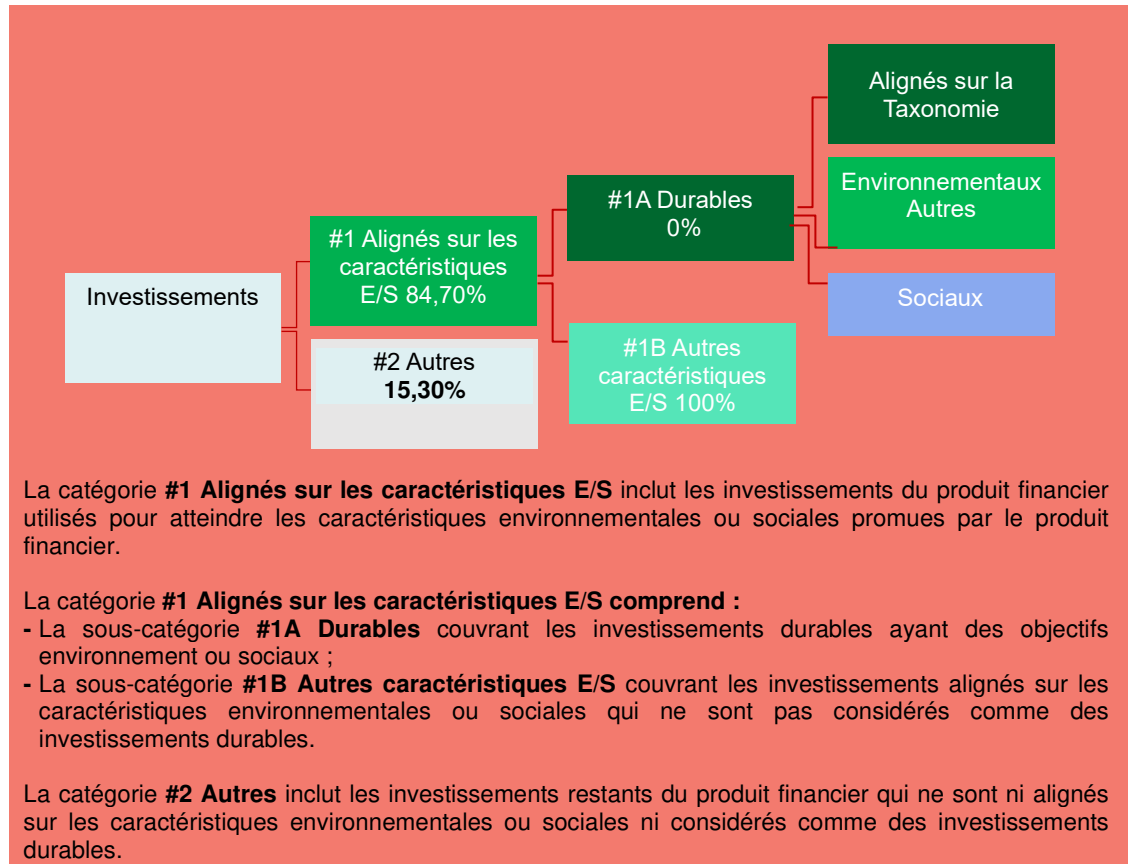 Alignés sur la
Taxonomie
Environnementaux
Autres
#1A Durables
0%
#1 Alignés sur les
caractéristiques
E/S 84,70%
Investissements
Sociaux
#1B Autres
caractéristiques
E/S 100%
#2 Autres
15,30%
La catégorie #1 Alignés sur les caractéristiques E/S inclut les investissements du produit financier
utilisés pour atteindre les caractéristiques environnementales ou sociales promues par le produit
financier.
La catégorie #1 Alignés sur les caractéristiques E/S comprend :
- La sous-catégorie #1A Durables couvrant les investissements durables ayant des objectifs
environnement ou sociaux ;
- La sous-catégorie #1B Autres caractéristiques E/S couvrant les investissements alignés sur les
caractéristiques environnementales ou sociales qui ne sont pas considérés comme des
investissements durables.
La catégorie #2 Autres inclut les investissements restants du produit financier qui ne sont ni alignés
sur les caractéristiques environnementales ou sociales ni considérés comme des investissements
durables.